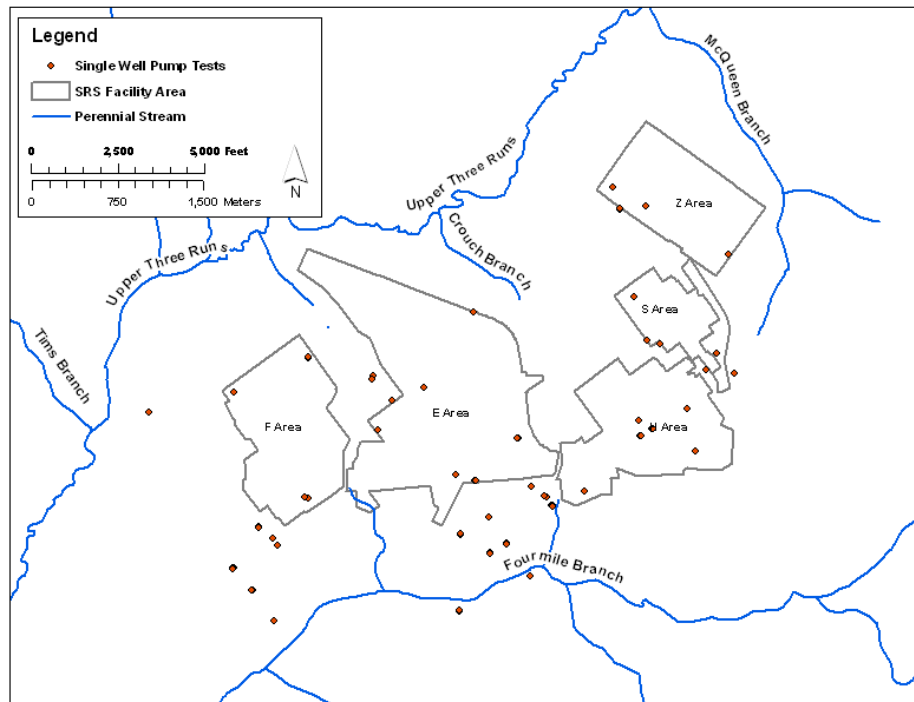 Legend
Single Well Pump Tests
SRS Facility Area
Perennial Stream
0 2,500 5,000 Feet
0 750 1,500 Meters
N
McQueen Branch
Upper Three Runs
Crouch Branch
Z Area
Upper Three Runs
S Area
Tims Branch
E Area
F Area
H Area
Fourmile Branch